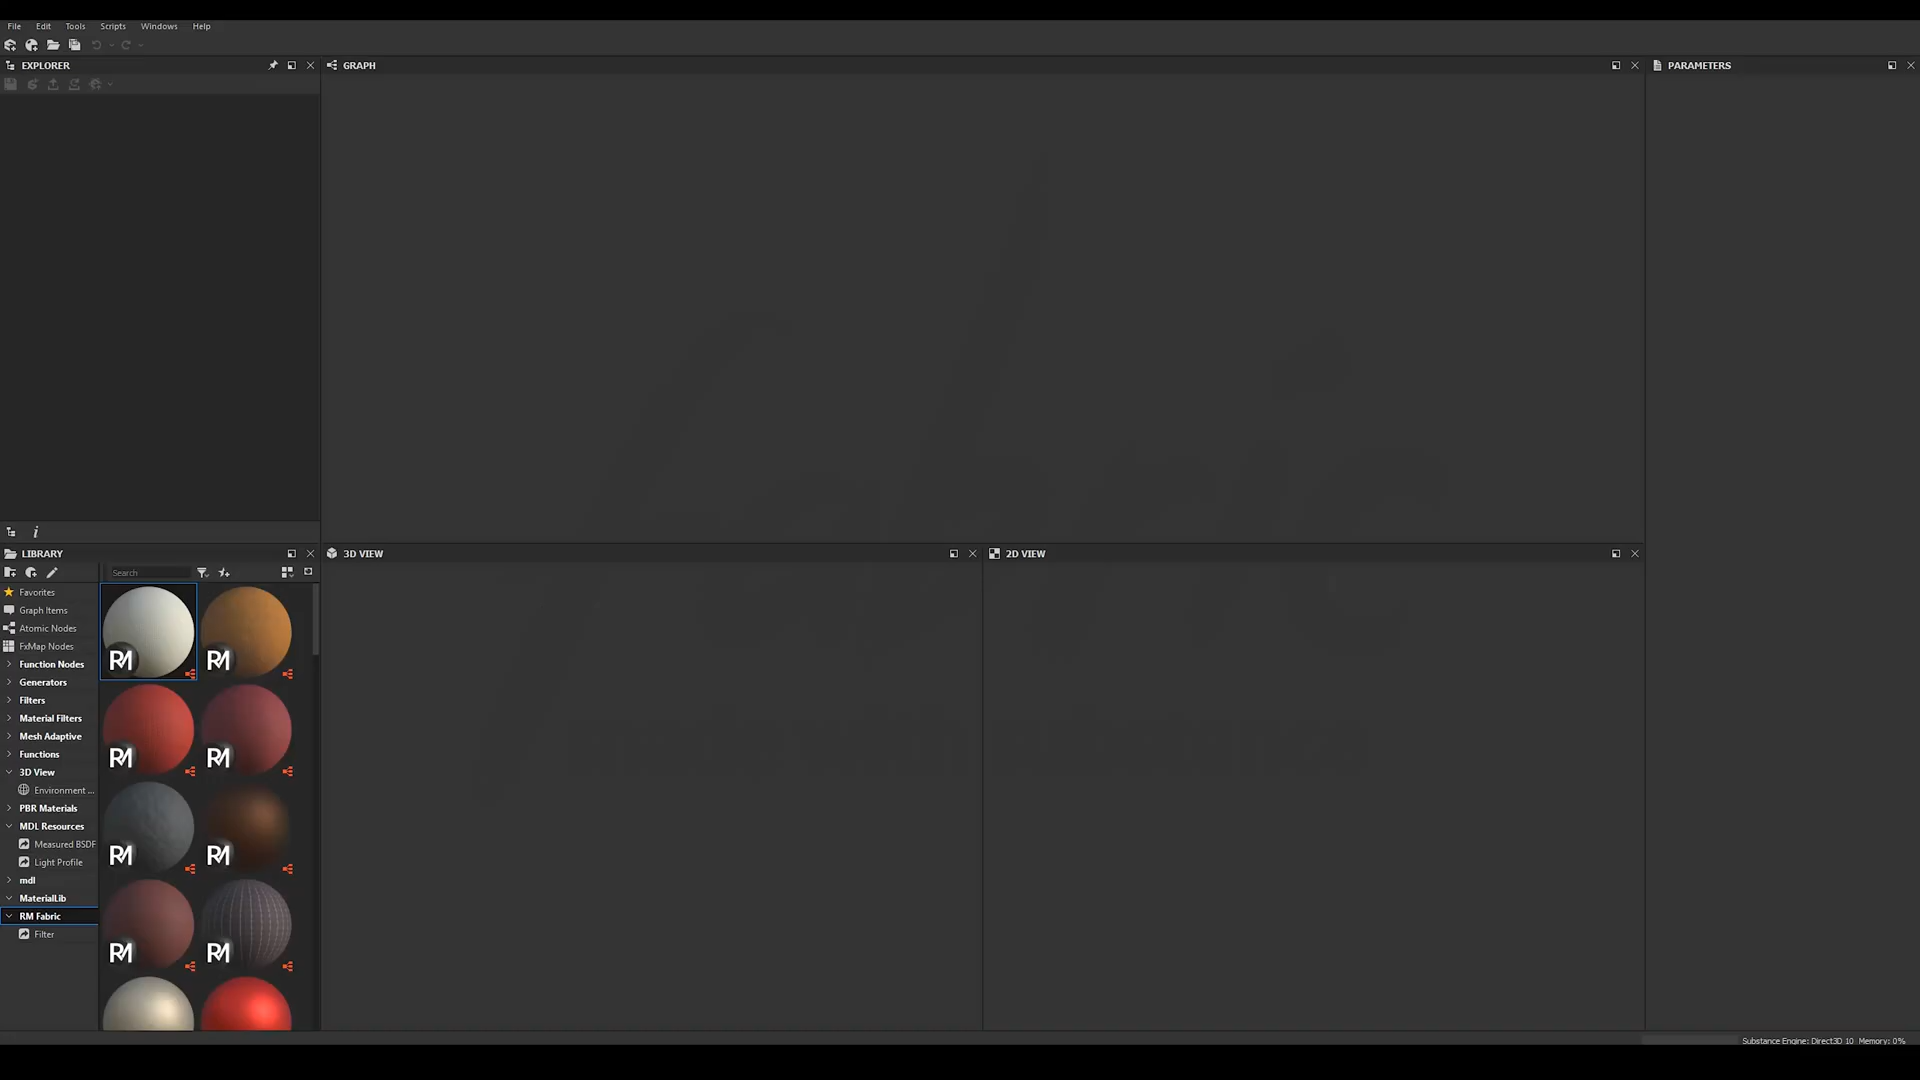 File Edit Tools Scripts Windows Help
EXPLORER
GRAPH
PARAMETERS
LIBRARY
3D VIEW
2D VIEW
Search
Favorites
Graph Items
Atomic Nodes
FxMap Nodes
Function Nodes
Generators
Filters
Material Filters
Mesh Adaptive
Functions
3D View
Environment ...
PBR Materials
MDL Resources
Measured BSDF
Light Profile
mdl
MaterialLib
RM Fabric
Filter
RM RM
RM RM
RM RM
RM RM
Substance Engine: Direct3D 10 Memory: 0%